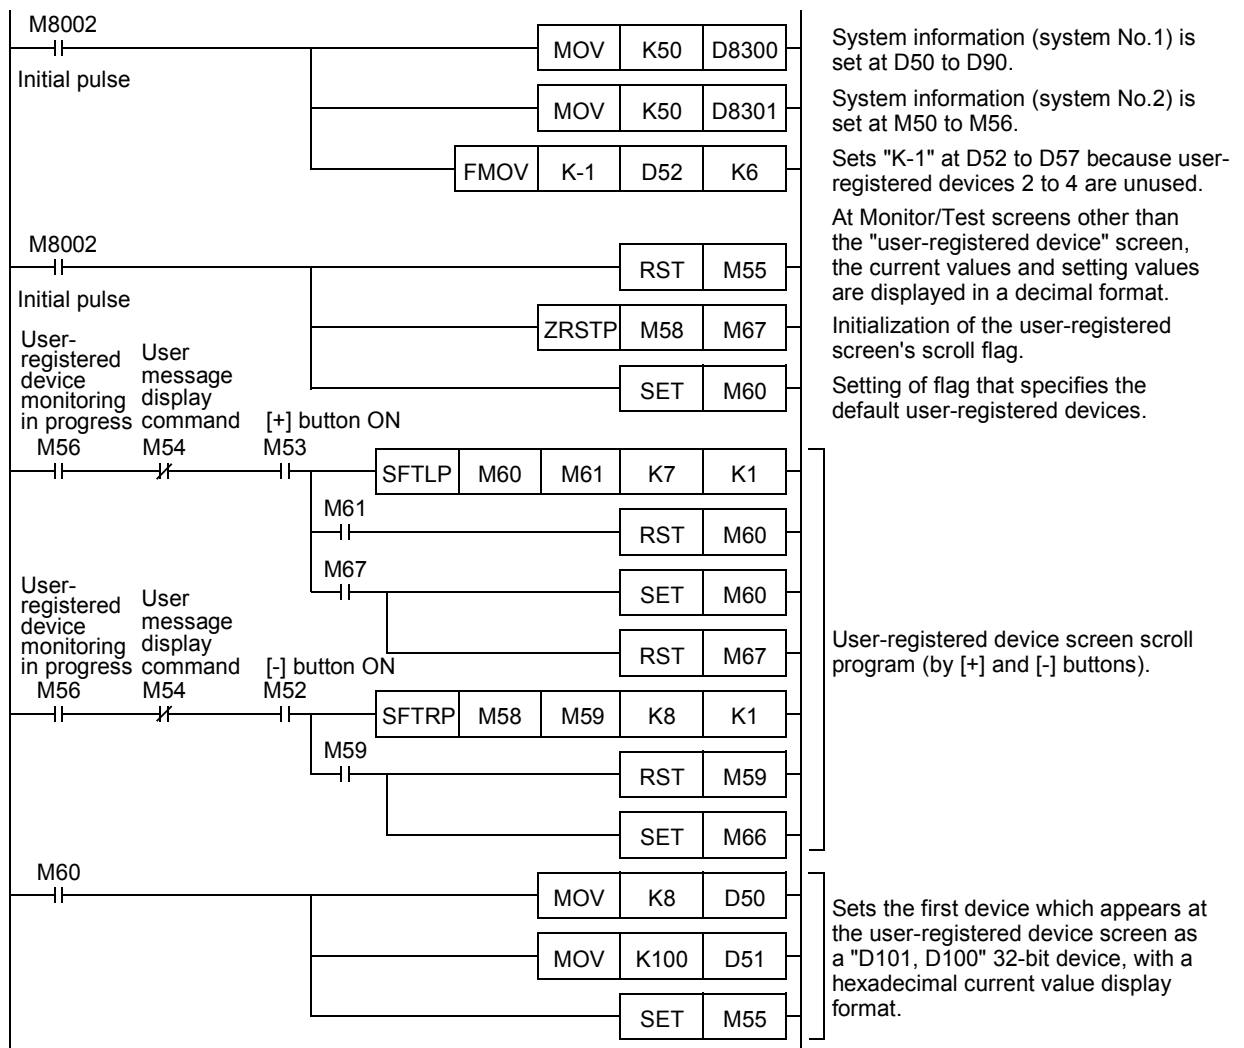 M8002
MOV K50 D8300
System information (system No.1) is
set at D50 to D90.
Initial pulse
MOV K50 D8301
System information (system No.2) is
set at M50 to M56.
FMOV K-1 D52 K6
Sets "K-1" at D52 to D57 because user-
registered devices 2 to 4 are unused.
M8002
RST M55
At Monitor/Test screens other than
the "user-registered device" screen,
the current values and setting values
are displayed in a decimal format.
Initial pulse
ZRSTP M58 M67
Initialization of the user-registered
screen's scroll flag.
SET M60
Setting of flag that specifies the
default user-registered devices.
User-
registered
device
monitoring
in progress
M56
User
message
display
command
M54
[+] button ON
M53
SFTLP M60 M61 K7 K1
M61
RST M60
M67
SET M60
RST M67
User-
registered
device
monitoring
in progress
M56
User
message
display
command
M54
[-] button ON
M52
SFTRP M58 M59 K8 K1
M59
RST M59
SET M66
User-registered device screen scroll
program (by [+] and [-] buttons).
M60
MOV K8 D50
MOV K100 D51
SET M55
Sets the first device which appears at
the user-registered device screen as
a "D101, D100" 32-bit device, with a
hexadecimal current value display
format.